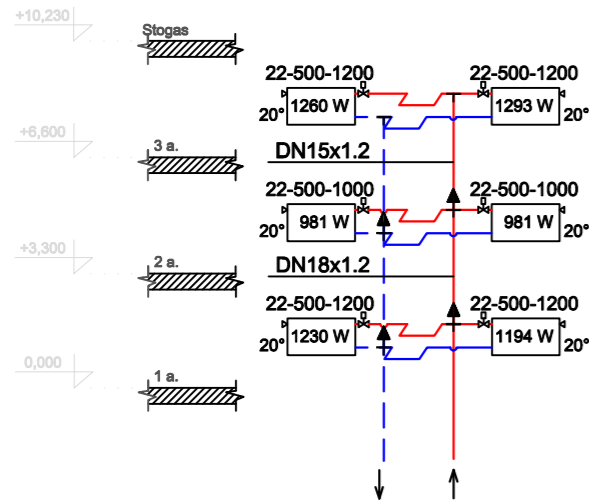 +10,230
Stogas
22-500-1200 22-500-1200
1260 W 1293 W
20° 20°
+6,600
3 a.
DN15x1.2
22-500-1000 22-500-1000
981 W 981 W
20° 20°
+3,300
2 a.
DN18x1.2
22-500-1200 22-500-1200
1230 W 1194 W
20° 20°
0,000
1 a.